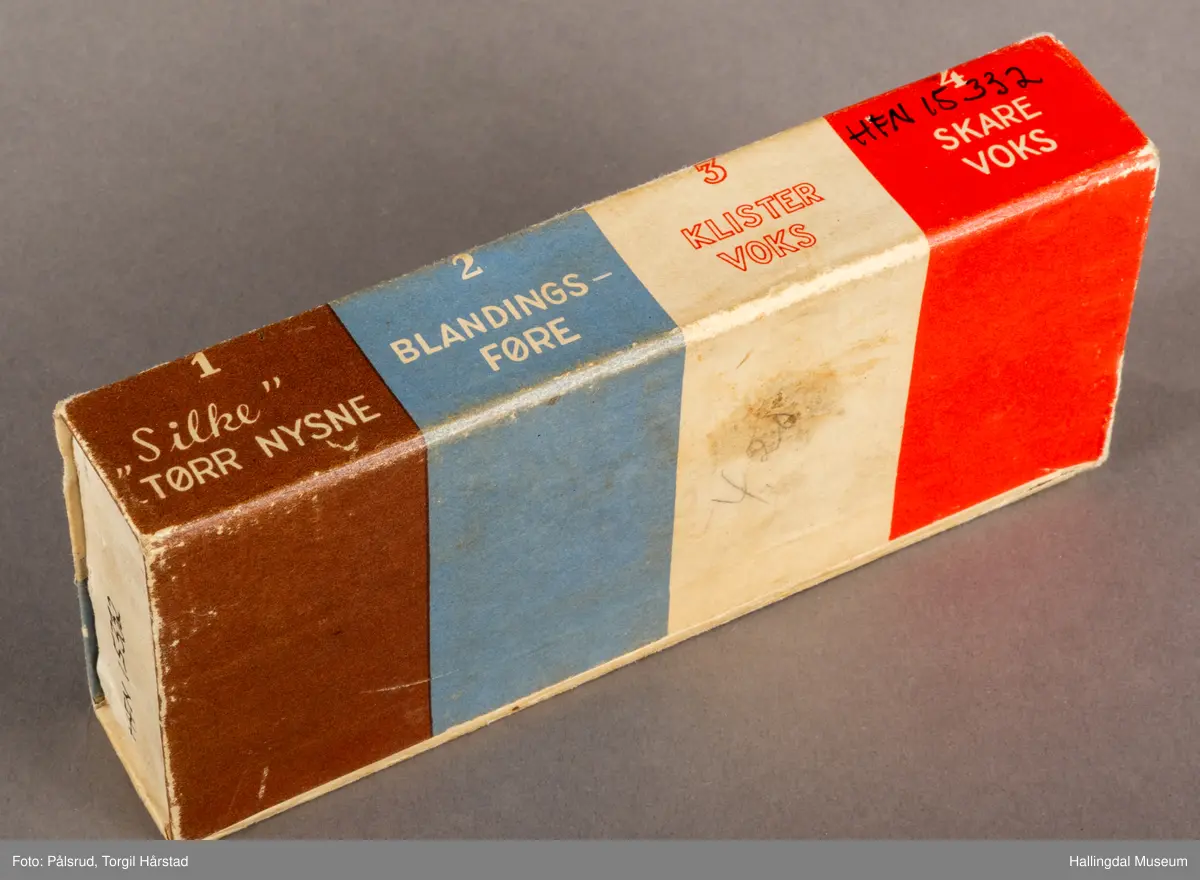 1
„Silke”
TØRR NYSNE
2
BLANDINGS–
FØRE
3
KLISTER
VOKS
4
HFN 15332
SKARE
VOKS
Foto: Pålsrud, Torgil Hårstad
Hallingdal Museum